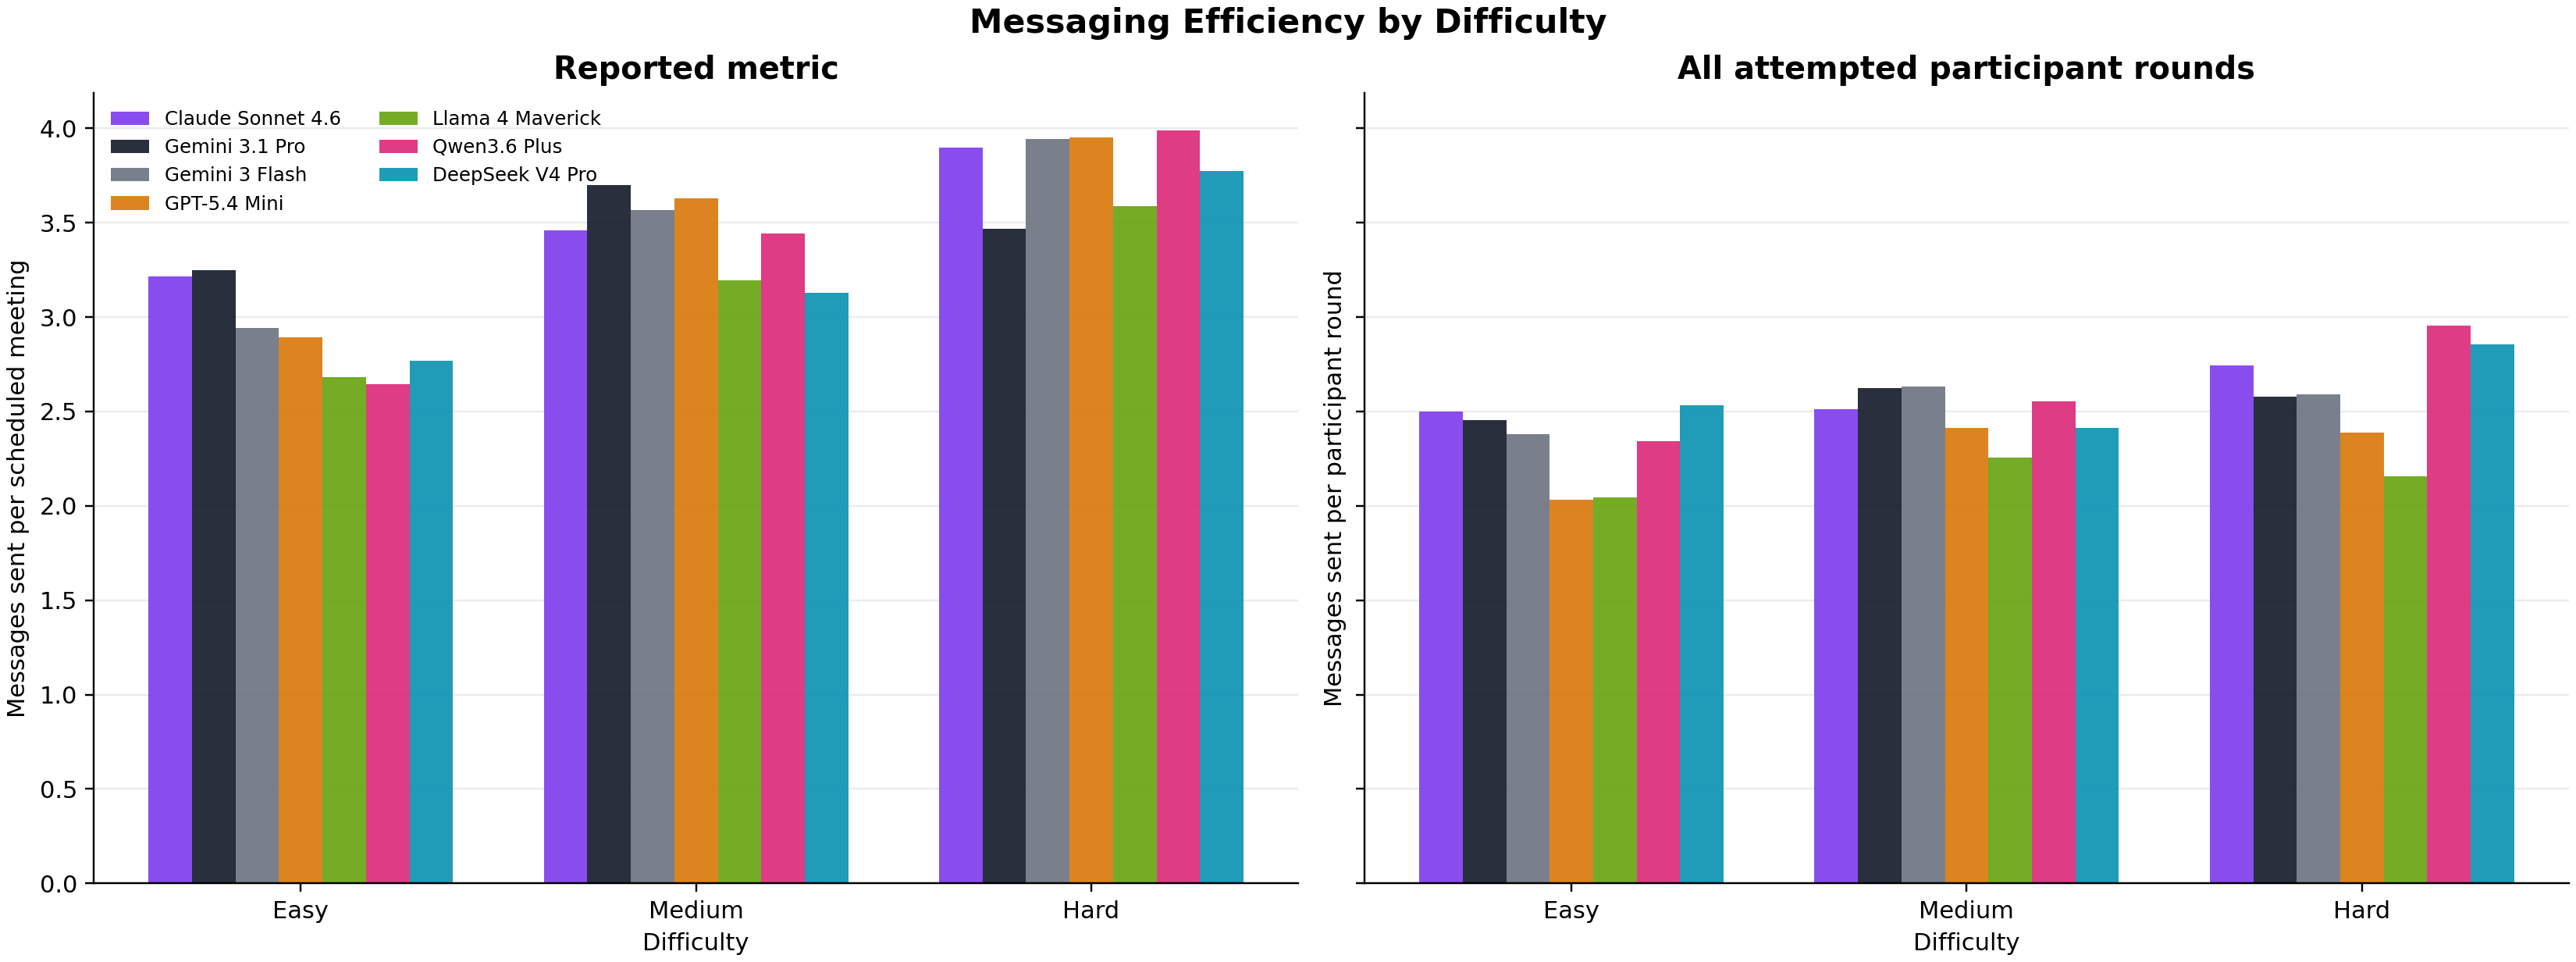 Messaging Efficiency by Difficulty
Reported metric
Claude Sonnet 4.6
Gemini 3.1 Pro
Gemini 3 Flash
GPT-5.4 Mini
Llama 4 Maverick
Qwen3.6 Plus
DeepSeek V4 Pro
Messages sent per scheduled meeting
4.0
3.5
3.0
2.5
2.0
1.5
1.0
0.5
0.0
Easy
Medium
Hard
Difficulty
All attempted participant rounds
Messages sent per participant round
Easy
Medium
Hard
Difficulty